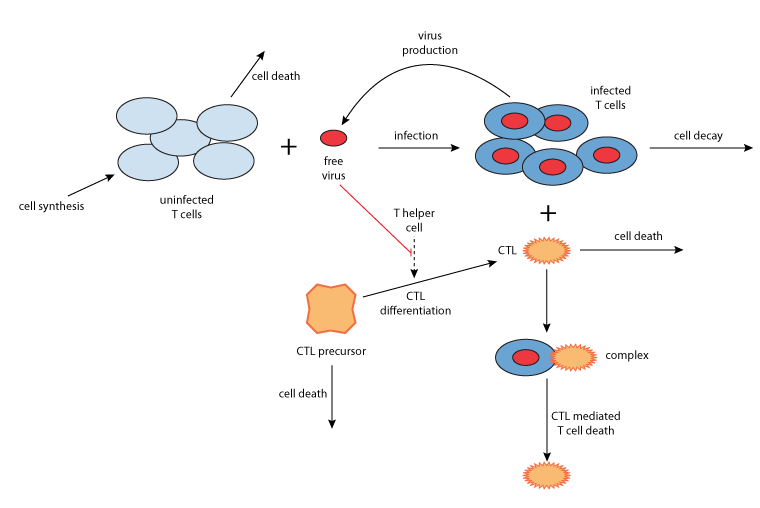 virus
production
cell death
infected
T cells
+
infection
cell decay
free
virus
cell synthesis
uninfected
T cells
T helper
cell
+
CTL
cell death
CTL
differentiation
CTL precursor
complex
cell death
CTL mediated
T cell death